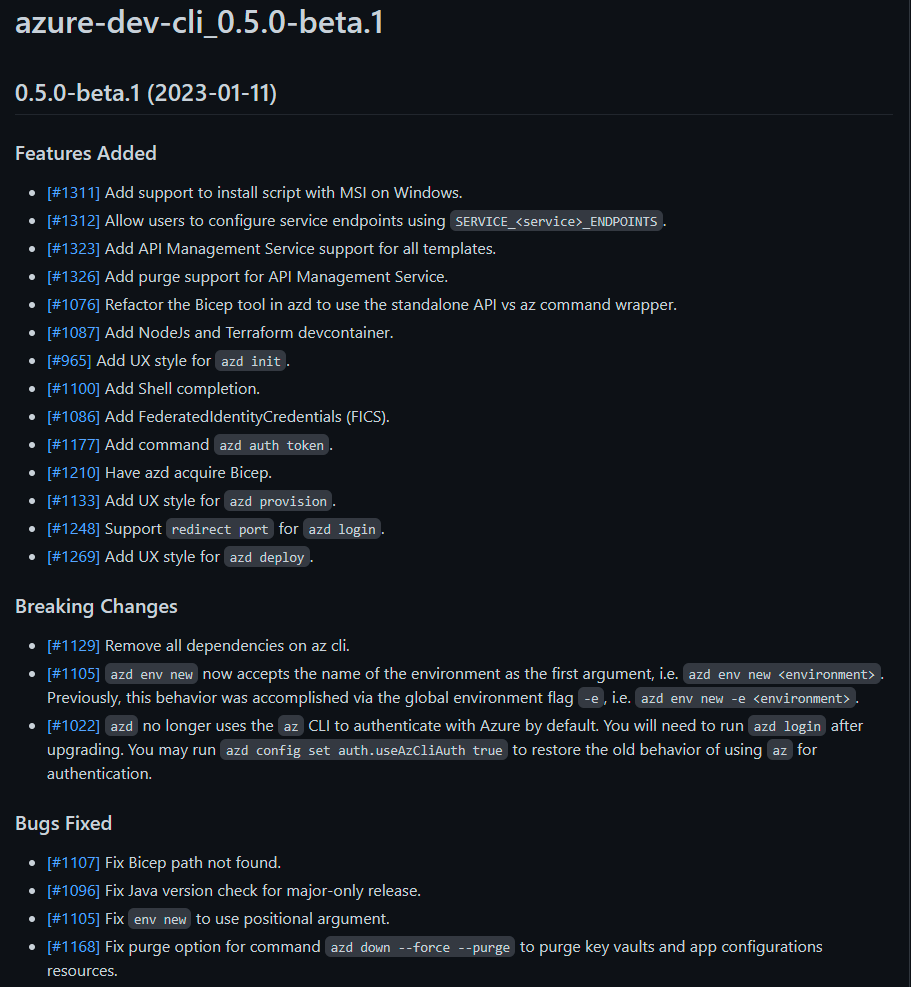 azure-dev-cli_0.5.0-beta.1
0.5.0-beta.1 (2023-01-11)
Features Added
[#1311] Add support to install script with MSI on Windows.
[#1312] Allow users to configure service endpoints using SERVICE_<service>_ENDPOINTS.
[#1323] Add API Management Service support for all templates.
[#1326] Add purge support for API Management Service.
[#1076] Refactor the Bicep tool in azd to use the standalone API vs az command wrapper.
[#1087] Add NodeJs and Terraform devcontainer.
[#965] Add UX style for azd init.
[#1100] Add Shell completion.
[#1086] Add FederatedIdentityCredentials (FICS).
[#1177] Add command azd auth token.
[#1210] Have azd acquire Bicep.
[#1133] Add UX style for azd provision.
[#1248] Support redirect port for azd login.
[#1269] Add UX style for azd deploy.
Breaking Changes
[#1129] Remove all dependencies on az cli.
[#1105] azd env new now accepts the name of the environment as the first argument, i.e. azd env new <environment>.
Previously, this behavior was accomplished via the global environment flag -e, i.e. azd env new -e <environment>.
[#1022] azd no longer uses the az CLI to authenticate with Azure by default. You will need to run azd login after
upgrading. You may run azd config set auth.useAzCliAuth true to restore the old behavior of using az for
authentication.
Bugs Fixed
[#1107] Fix Bicep path not found.
[#1096] Fix Java version check for major-only release.
[#1105] Fix env new to use positional argument.
[#1168] Fix purge option for command azd down --force --purge to purge key vaults and app configurations
resources.